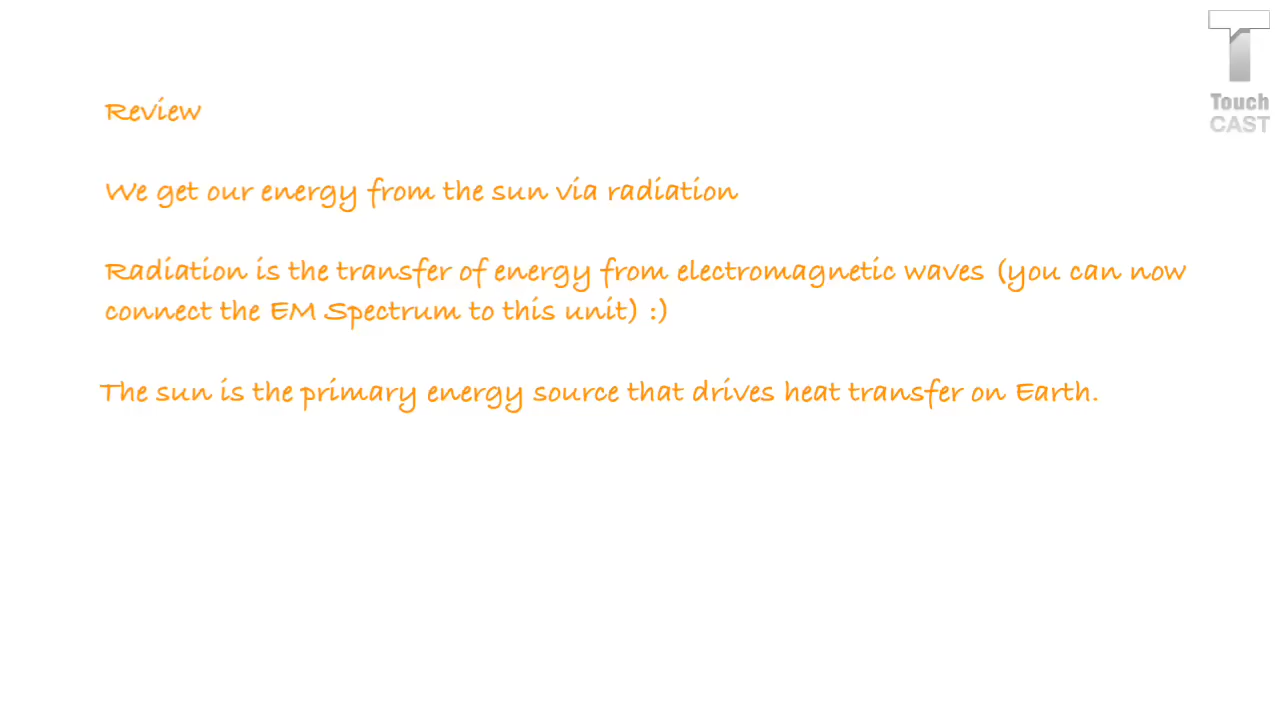 Touch
CAST
Review
We get our energy from the sun via radiation
Radiation is the transfer of energy from electromagnetic waves (you can now
connect the EM Spectrum to this unit) :)
The sun is the primary energy source that drives heat transfer on Earth.